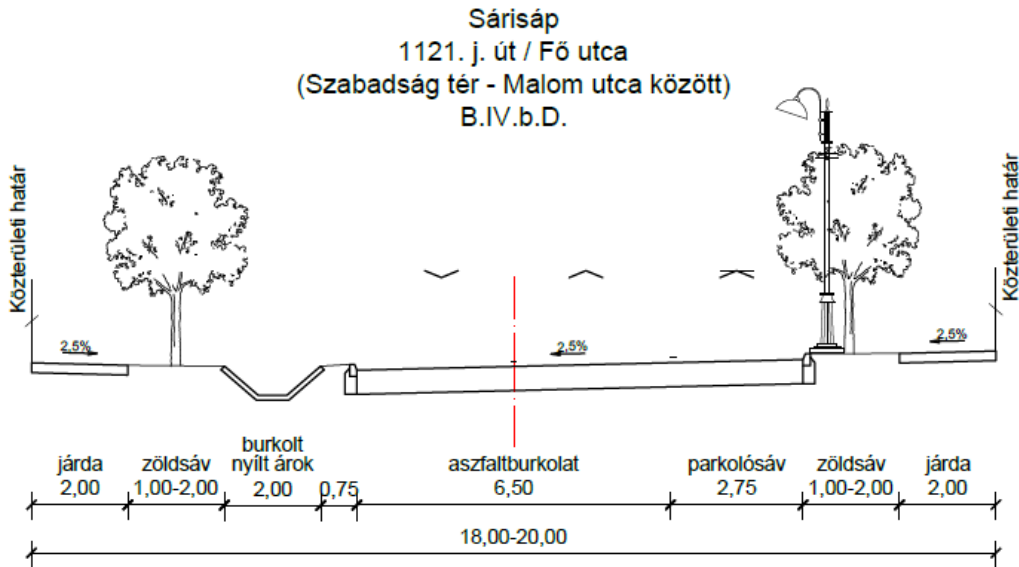 Sárisáp
1121. j. út / Fő utca
(Szabadság tér - Malom utca között)
B.IV.b.D.
Közterületi határ
Közterületi határ
2,5%
2,5%
2,5%
járda
2,00
zöldsáv
1,00-2,00
burkolt
nyílt árok
2,00
0,75
aszfaltburkolat
6,50
parkolósáv
2,75
zöldsáv
1,00-2,00
járda
2,00
18,00-20,00